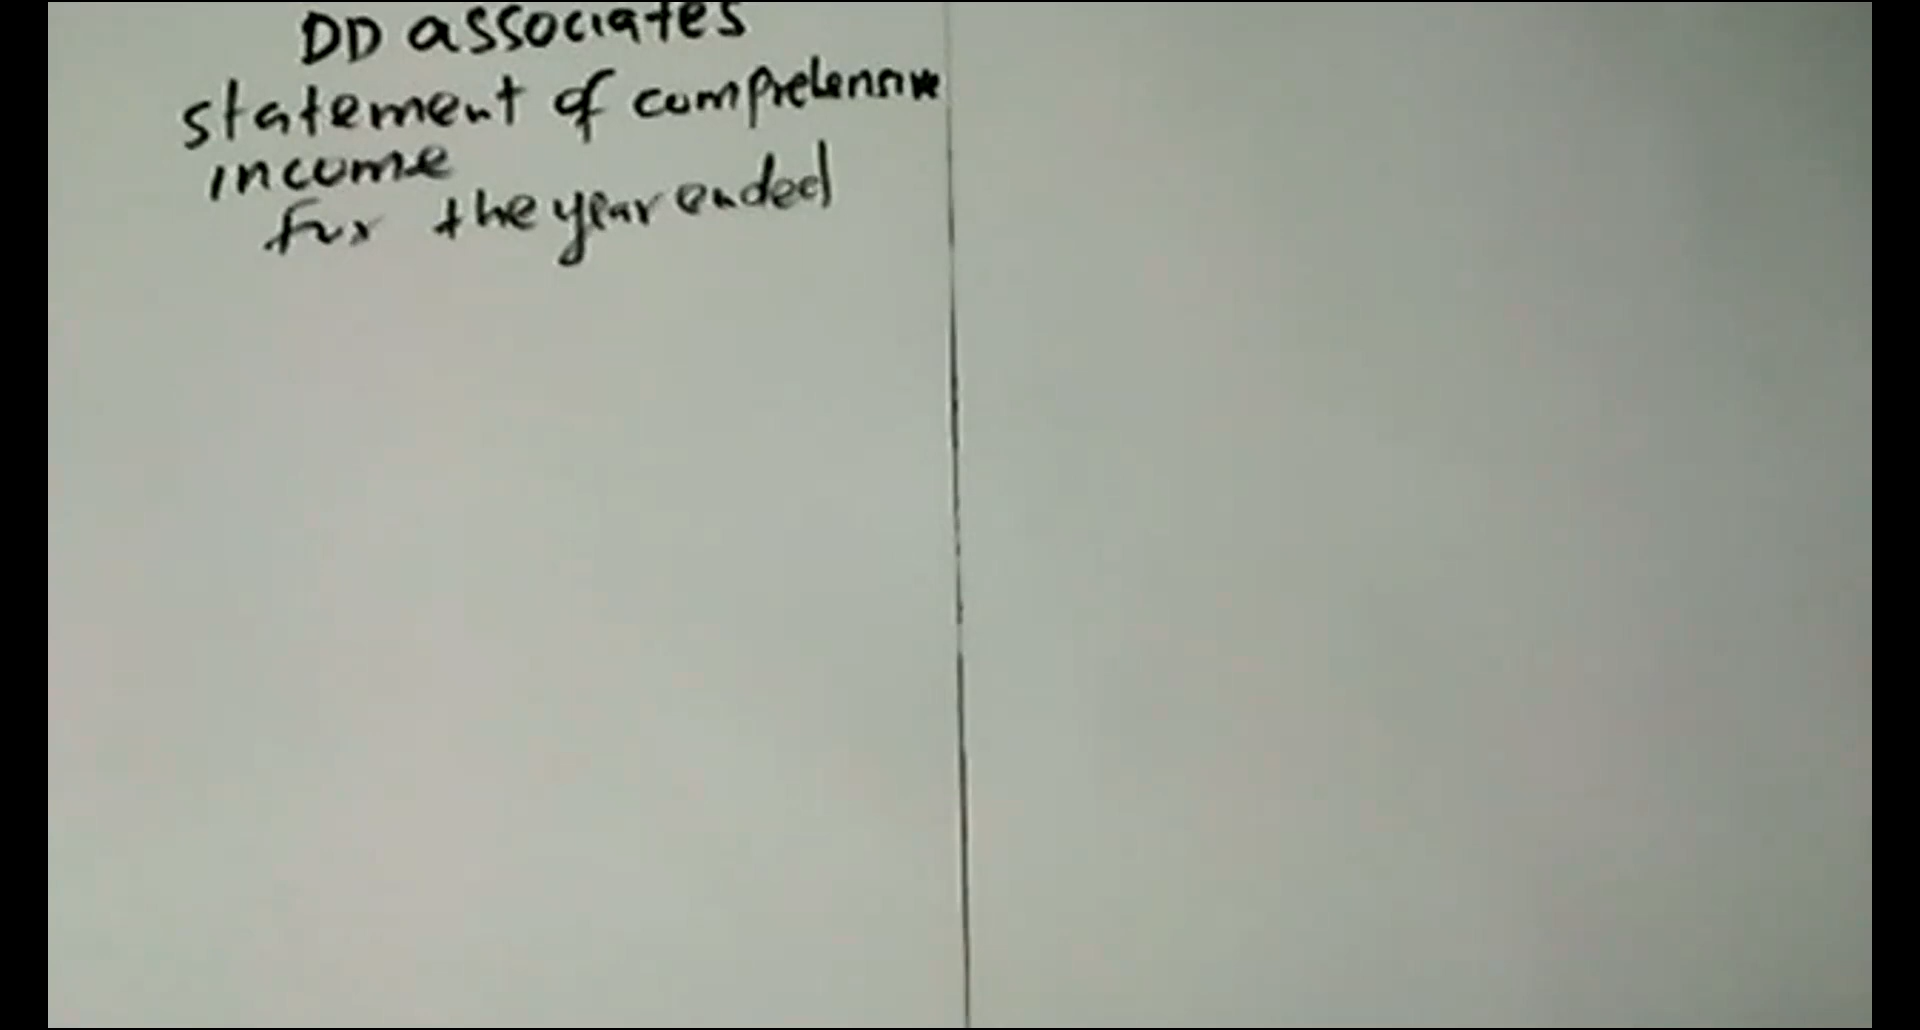 DD associates
statement of comprehensive
income
for the year ended